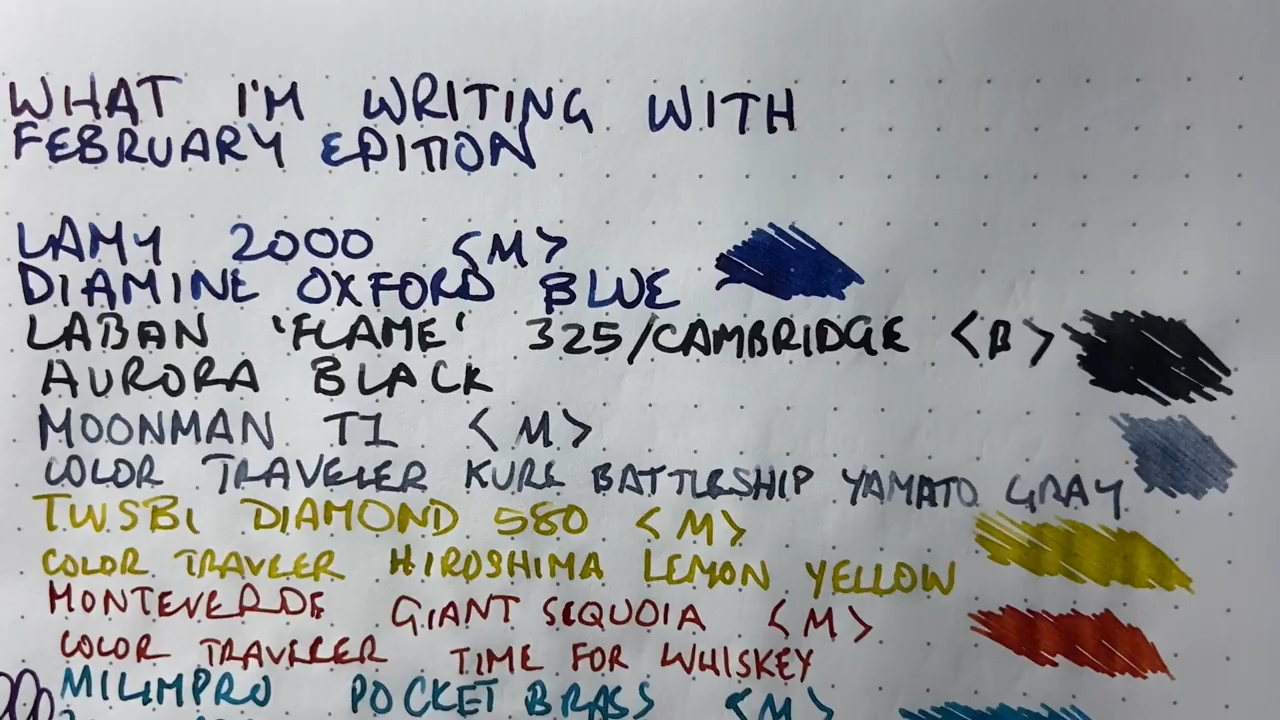 WHAT I'M WRITING WITH
FEBRUARY EDITION
LAMY 2000 <M>
DIAMINE OXFORD BLUE
LABAN 'FLAME' 325/CAMBRIDGE <B>
AURORA BLACK
MOONMAN T1 <M>
COLOR TRAVELER KURE BATTLESHIP YAMATO GRAY
TWSBI DIAMOND 580 <M>
COLOR TRAVLER HIROSHIMA LEMON YELLOW
MONTEVERDE GIANT SEQUOIA <M>
COLOR TRAVELER TIME FOR WHISKEY
POCKET BRASS <M>